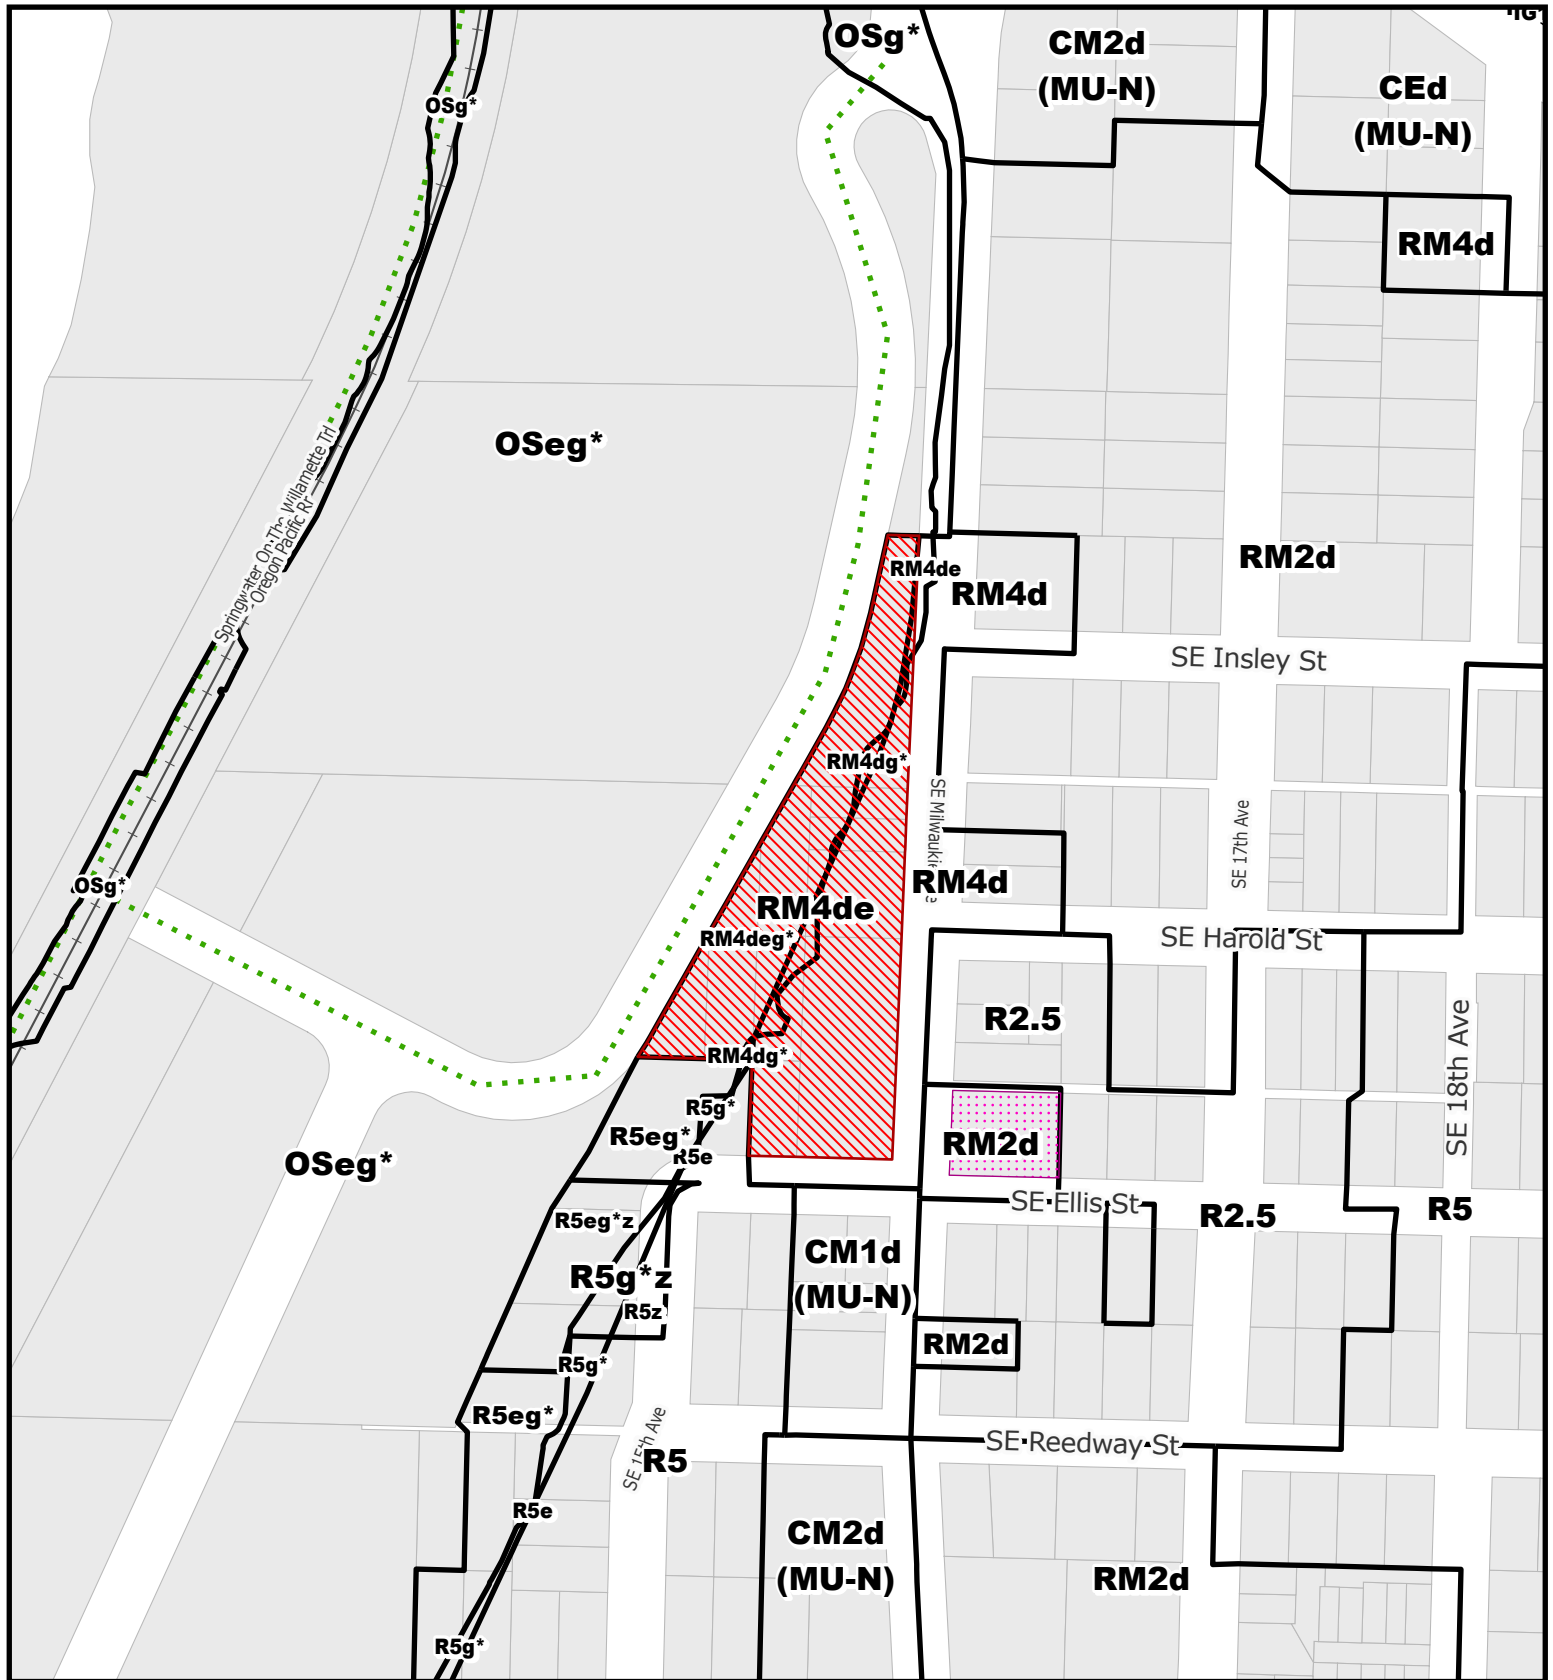 OSg*
CM2d
(MU-N)
CEd
(MU-N)
OSg*
RM4d
OSeg*
Springwater On The Willamette Trl
Oregon Pacific Rr
RM2d
RM4de
RM4d
SE Insley St
RM4dg*
SE Milwaukie
SE 17th Ave
OSg*
RM4d
RM4de
RM4deg*
SE Harold St
R2.5
SE 18th Ave
RM4dg*
R5g*
R5eg*
R5e
RM2d
OSeg*
SE Ellis St
R2.5
R5
R5eg*z
CM1d
(MU-N)
R5g*z
R5z
RM2d
R5g*
R5eg*
SE 15th Ave
R5
SE Reedway St
R5e
CM2d
(MU-N)
RM2d
R5g*